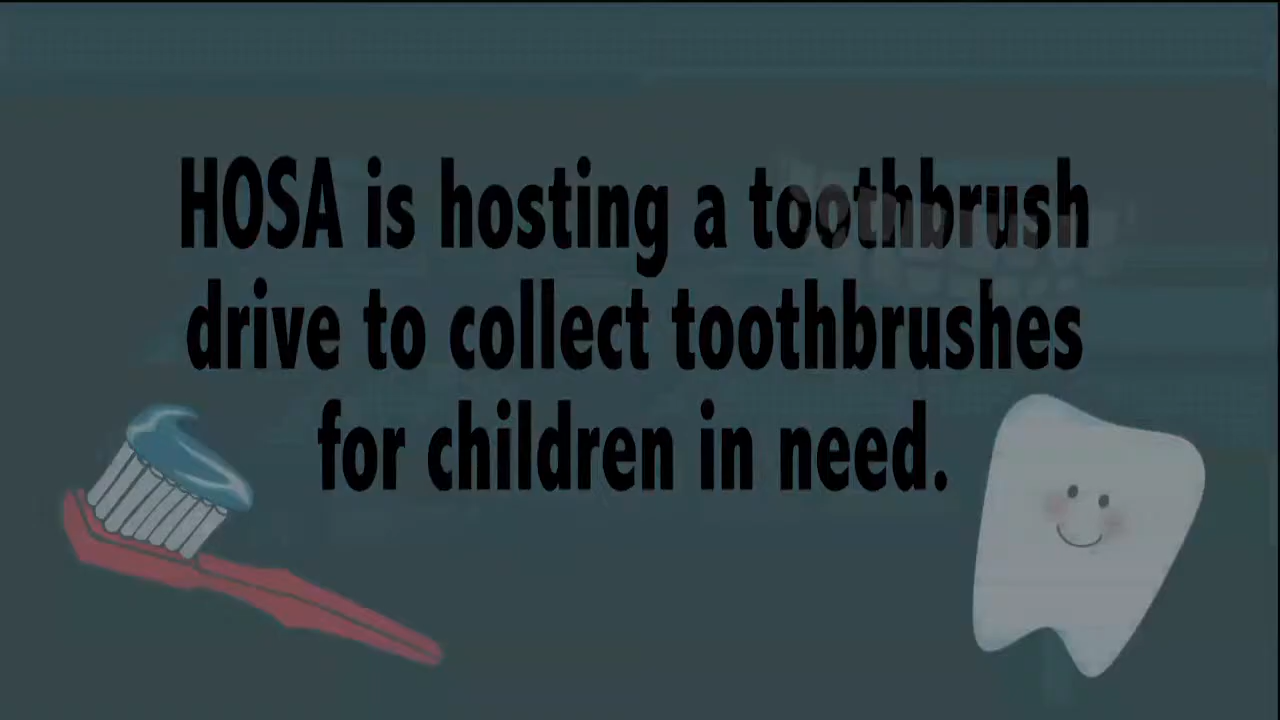 HOSA is hosting a toothbrush
drive to collect toothbrushes
for children in need.